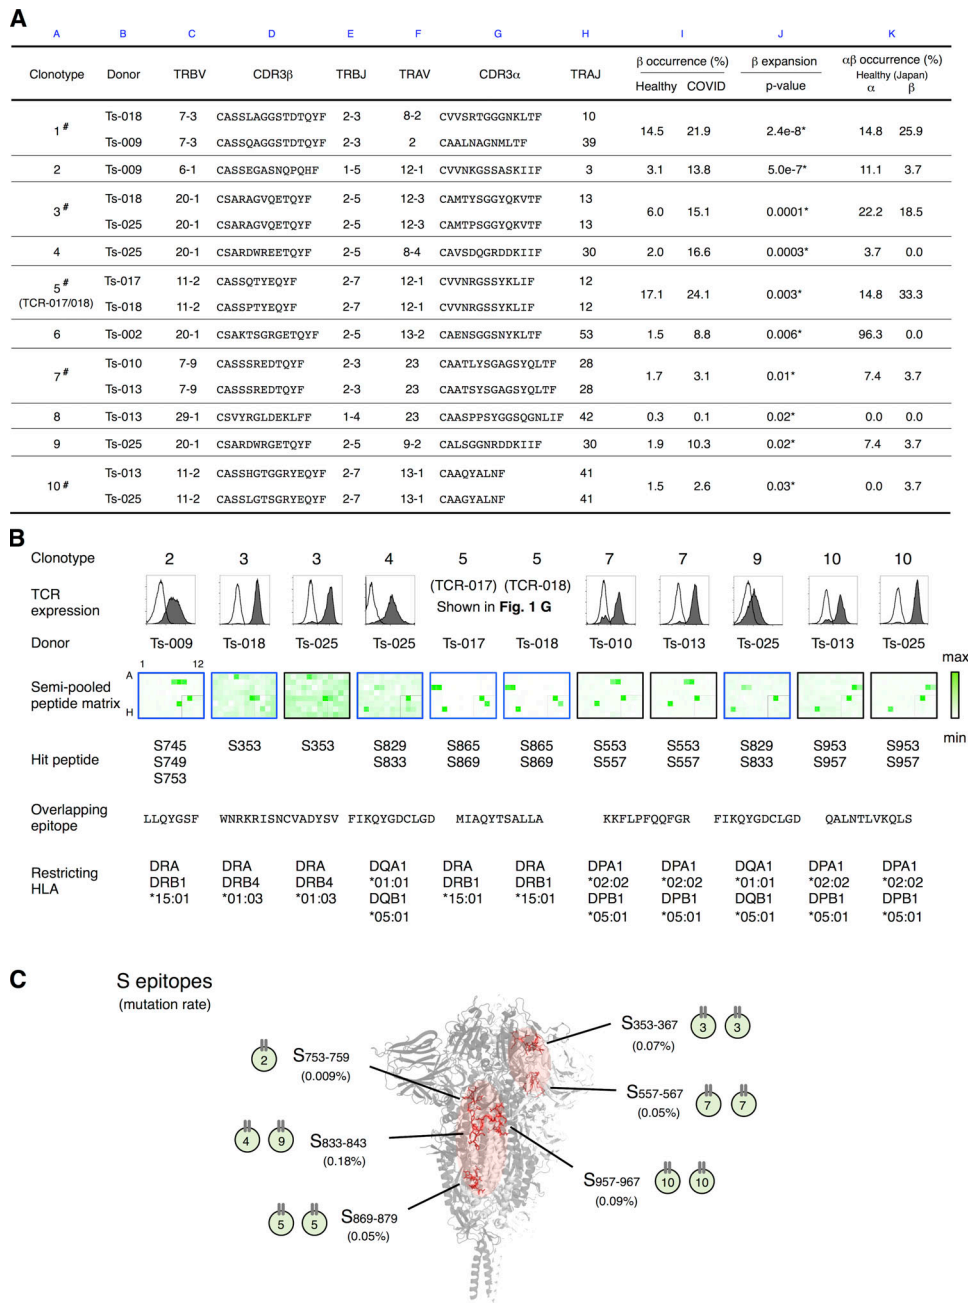 A
A B C D E F G H I J K
Clonotype Donor TRBV CDR3β TRBJ TRAV CDR3α TRAJ β occurrence (%) β expansion αβ occurrence (%)
Healthy COVID p-value Healthy (Japan)
α β
1# Ts-018 7-3 CASSLAGGSTDTQYF 2-3 8-2 CVVSRTGGGNKLTF 10 14.5 21.9 2.4e-8* 14.8 25.9
Ts-009 7-3 CASSQAGGSTDTQYF 2-3 2 CAALNAGNMLTF 39
2 Ts-009 6-1 CASSEGASNQPQHF 1-5 12-1 CVVNKGSSASKIIF 3 3.1 13.8 5.0e-7* 11.1 3.7
3# Ts-018 20-1 CSARAGVQETQYF 2-5 12-3 CAMTYSGGYQKVTF 13 6.0 15.1 0.0001* 22.2 18.5
Ts-025 20-1 CSARAGVQETQYF 2-5 12-3 CAMTPSGGYQKVTF 13
4 Ts-025 20-1 CSARDWREETQYF 2-5 8-4 CAVSDQGRDDKIIF 30 2.0 16.6 0.0003* 3.7 0.0
5# (TCR-017/018) Ts-017 11-2 CASSQTYEQYF 2-7 12-1 CVVNRGSSYKLIF 12 17.1 24.1 0.003* 14.8 33.3
Ts-018 11-2 CASSPTYEQYF 2-7 12-1 CVVNRGSSYKLIF 12
6 Ts-002 20-1 CSAKTSGRGETQYF 2-5 13-2 CAENSGGSNYKLTF 53 1.5 8.8 0.006* 96.3 0.0
7# Ts-010 7-9 CASSSREDTQYF 2-3 23 CAATLYSGAGSYQLTF 28 1.7 3.1 0.01* 7.4 3.7
Ts-013 7-9 CASSSREDTQYF 2-3 23 CAATSYSGAGSYQLTF 28
8 Ts-013 29-1 CSVYRGLDEKLFF 1-4 23 CAASPPSYGGSQGNLIF 42 0.3 0.1 0.02* 0.0 0.0
9 Ts-025 20-1 CSARDWRGETQYF 2-5 9-2 CALSGGNRDDKIIF 30 1.9 10.3 0.02* 7.4 3.7
10# Ts-013 11-2 CASSHGTGGRYEQYF 2-7 13-1 CAAQYALNF 41 1.5 2.6 0.03* 0.0 3.7
Ts-025 11-2 CASSLGTSGRYEQYF 2-7 13-1 CAAGYALNF 41
B
Clonotype 2 3 3 4 5 5 7 7 9 10 10
(TCR-017) (TCR-018)
TCR expression Shown in Fig. 1 G
Donor Ts-009 Ts-018 Ts-025 Ts-025 Ts-017 Ts-018 Ts-010 Ts-013 Ts-025 Ts-013 Ts-025
1 12
A
H
Semi-pooled peptide matrix
max
min
Hit peptide
S745 S353 S353 S829 S865 S865 S553 S553 S829 S953 S953
S749 S833 S869 S869 S557 S557 S833 S957 S957
S753
Overlapping epitope
LLQYGSF WNRKRISNCVADYSV FIKQYGDCLGD MIAQYTSALLA KKFLPFQQFGR FIKQYGDCLGD QALNTLVKQLS
Restricting HLA
DRA DRA DRA DQA1 DRA DRA DPA1 DPA1 DQA1 DPA1 DPA1
DRB1 DRB4 DRB4 *01:01 DRB1 DRB1 *02:02 *02:02 *01:01 *02:02 *02:02
*15:01 *01:03 *01:03 DQB1 *15:01 *15:01 DPB1 DPB1 DQB1 DPB1 DPB1
*05:01 *05:01 *05:01 *05:01 *05:01 *05:01
C
S epitopes
(mutation rate)
S353-367 3 3
(0.07%)
2 S753-759
(0.009%)
S557-567 7 7
(0.05%)
4 9 S833-843
(0.18%)
S957-967 10 10
(0.09%)
5 5 S869-879
(0.05%)